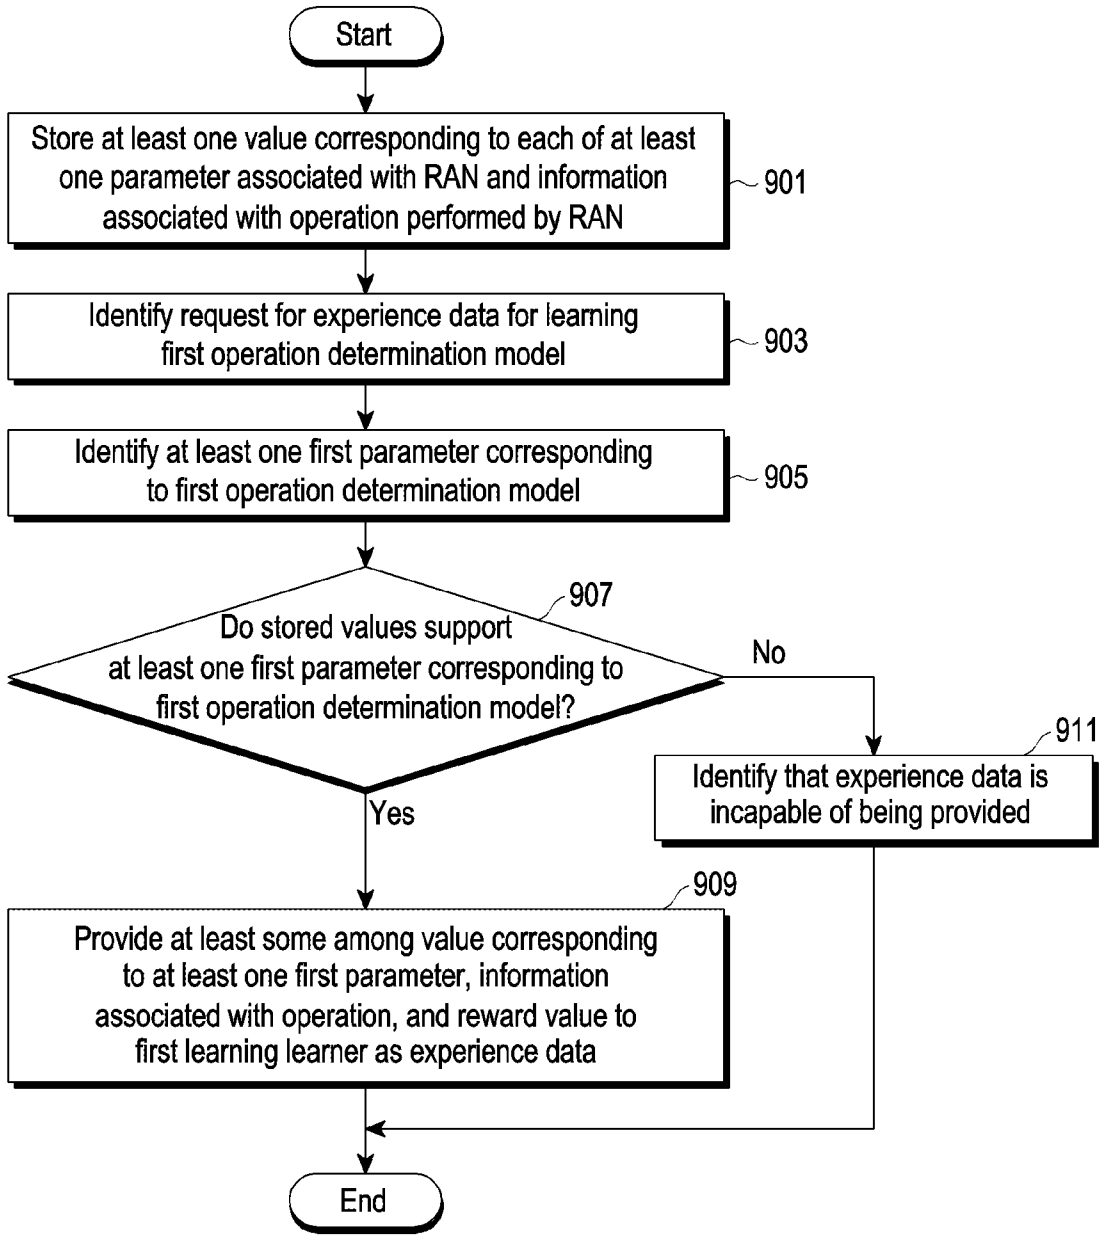 Start
Store at least one value corresponding to each of at least
one parameter associated with RAN and information
associated with operation performed by RAN
901
Identify request for experience data for learning
first operation determination model
903
Identify at least one first parameter corresponding
to first operation determination model
905
907
Do stored values support
at least one first parameter corresponding to
first operation determination model?
No
911
Identify that experience data is
incapable of being provided
Yes
909
Provide at least some among value corresponding
to at least one first parameter, information
associated with operation, and reward value to
first learning learner as experience data
End